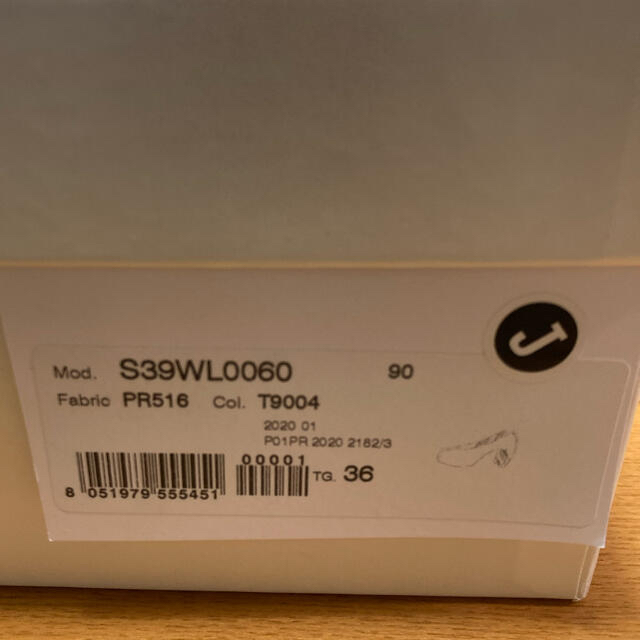 J
Mod. S39WL0060 90
Fabric PR516 Col. T9004
2020 01
P01PR 2020 2182/3
00001
TG. 36
8 051979 555451